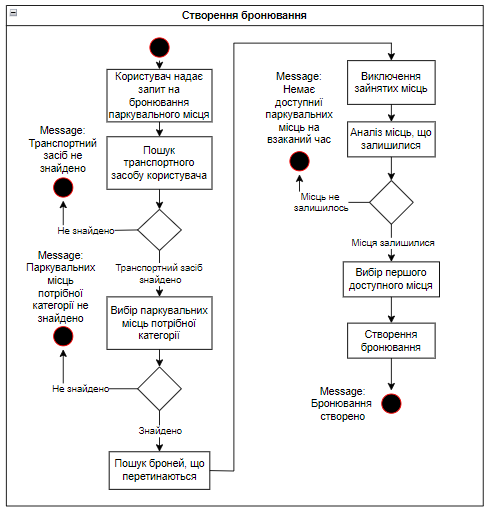 Створення бронювання
Користувач надає
запит на
бронювання
паркувального місця
Message:
Транспортний
засіб не
знайдено
Пошук
транспортного
засобу користувача
Не знайдено
Транспортний засіб
знайдено
Message:
Паркувальних
місць
потрібної
категорії не
знайдено
Вибір паркувальних
місць потрібної
категорії
Не знайдено
Знайдено
Пошук броней, що
перетинаються
Message:
Немає
доступниї
паркувальних
місць на
взаканий час
Виключення
зайнятих місць
Аналіз місць, що
залишилися
Місць не
залишилось
Місця залишилися
Вибір першого
доступного місця
Створення
бронювання
Message:
Бронювання
створено